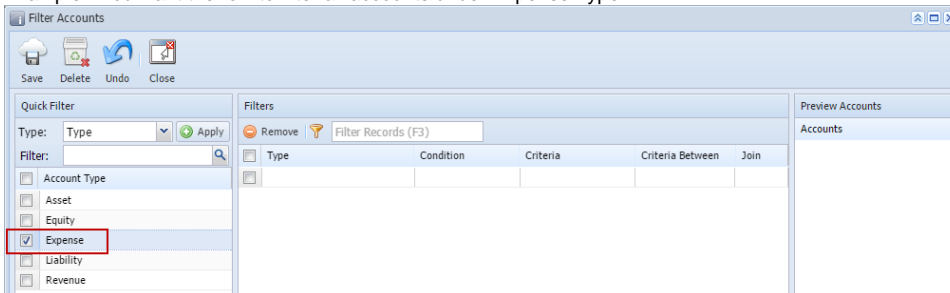 Filter Accounts
Save Delete Undo Close
Quick Filter
Type: Type Apply
Filter:
Account Type
Asset
Equity
Expense
Liability
Revenue
Filters
Remove Filter Records (F3)
Type Condition Criteria Criteria Between Join
Preview Accounts
Accounts